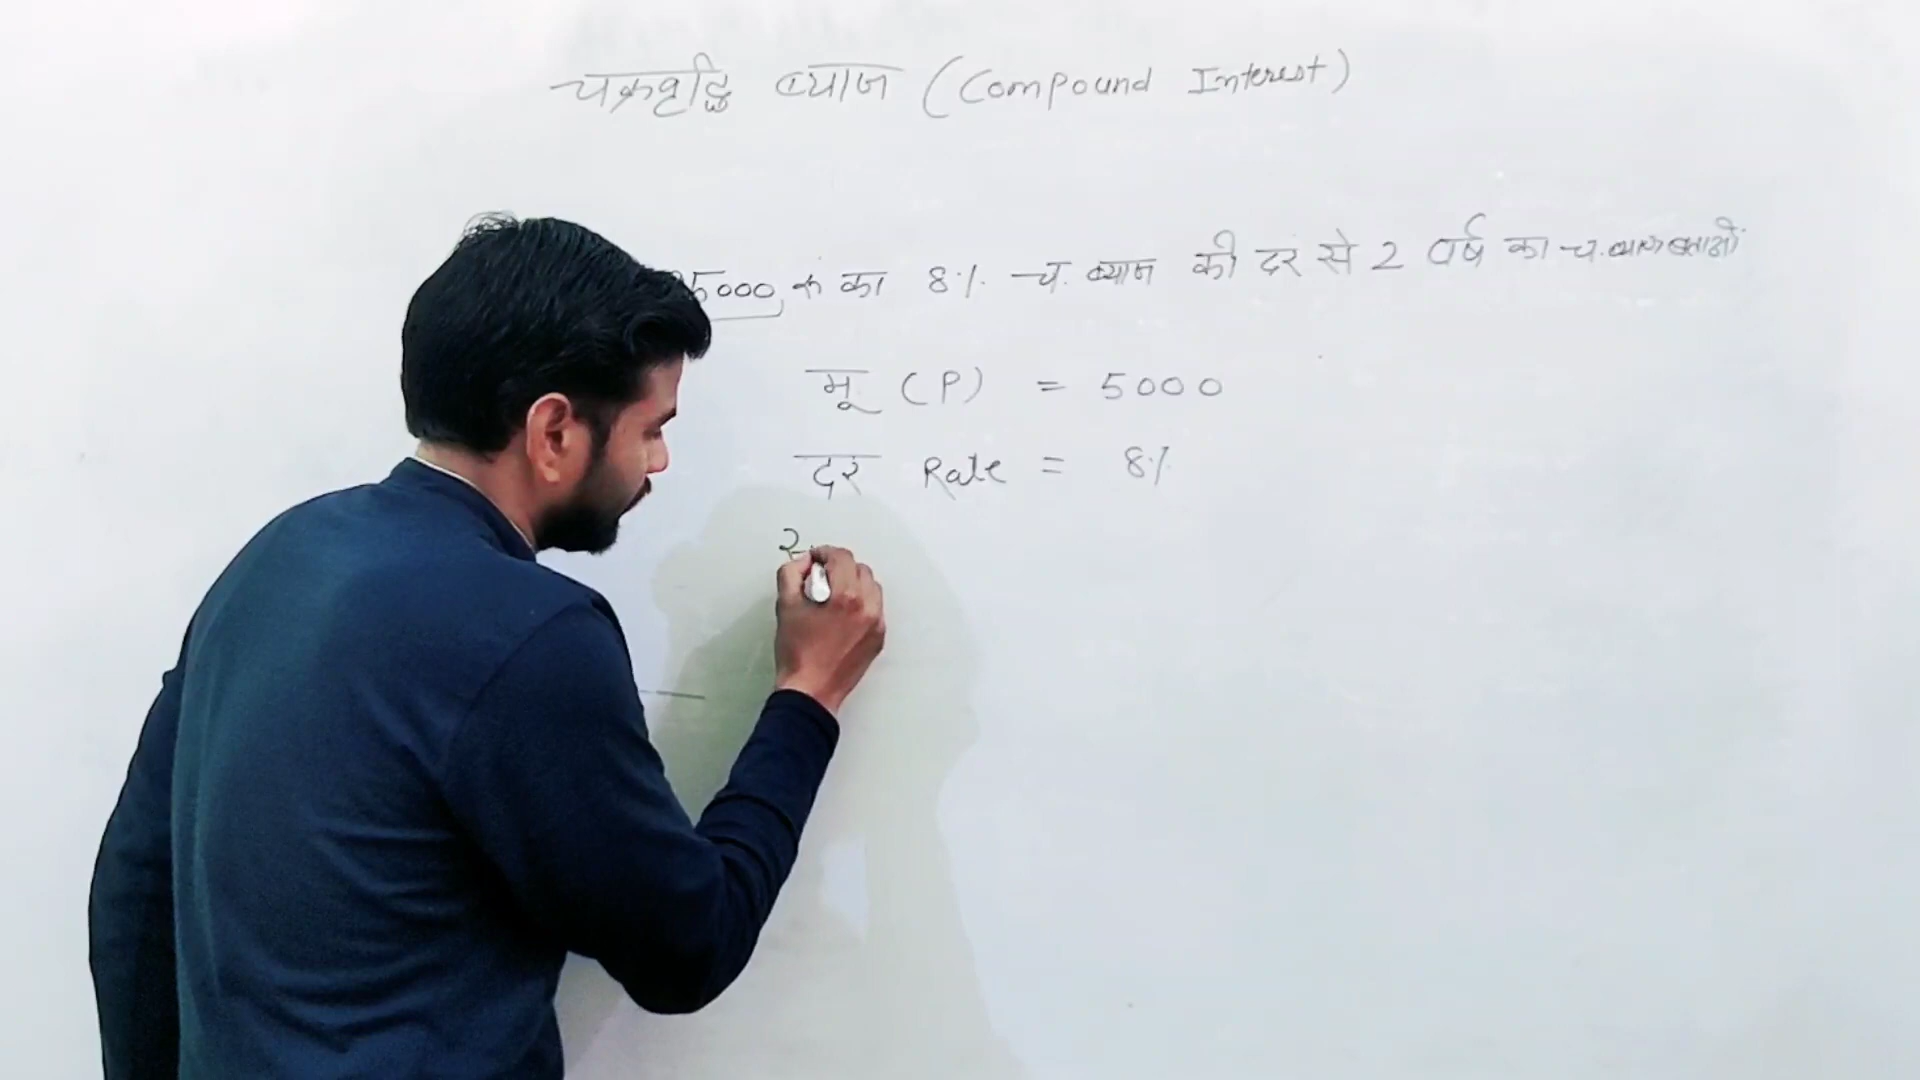 चक्रवृद्धि ब्याज (Compound Interest)
5000 रु का 8% च. ब्याज की दर से 2 वर्ष का च. ब्याज बताओ
मू (P) = 5000
दर Rate = 8%